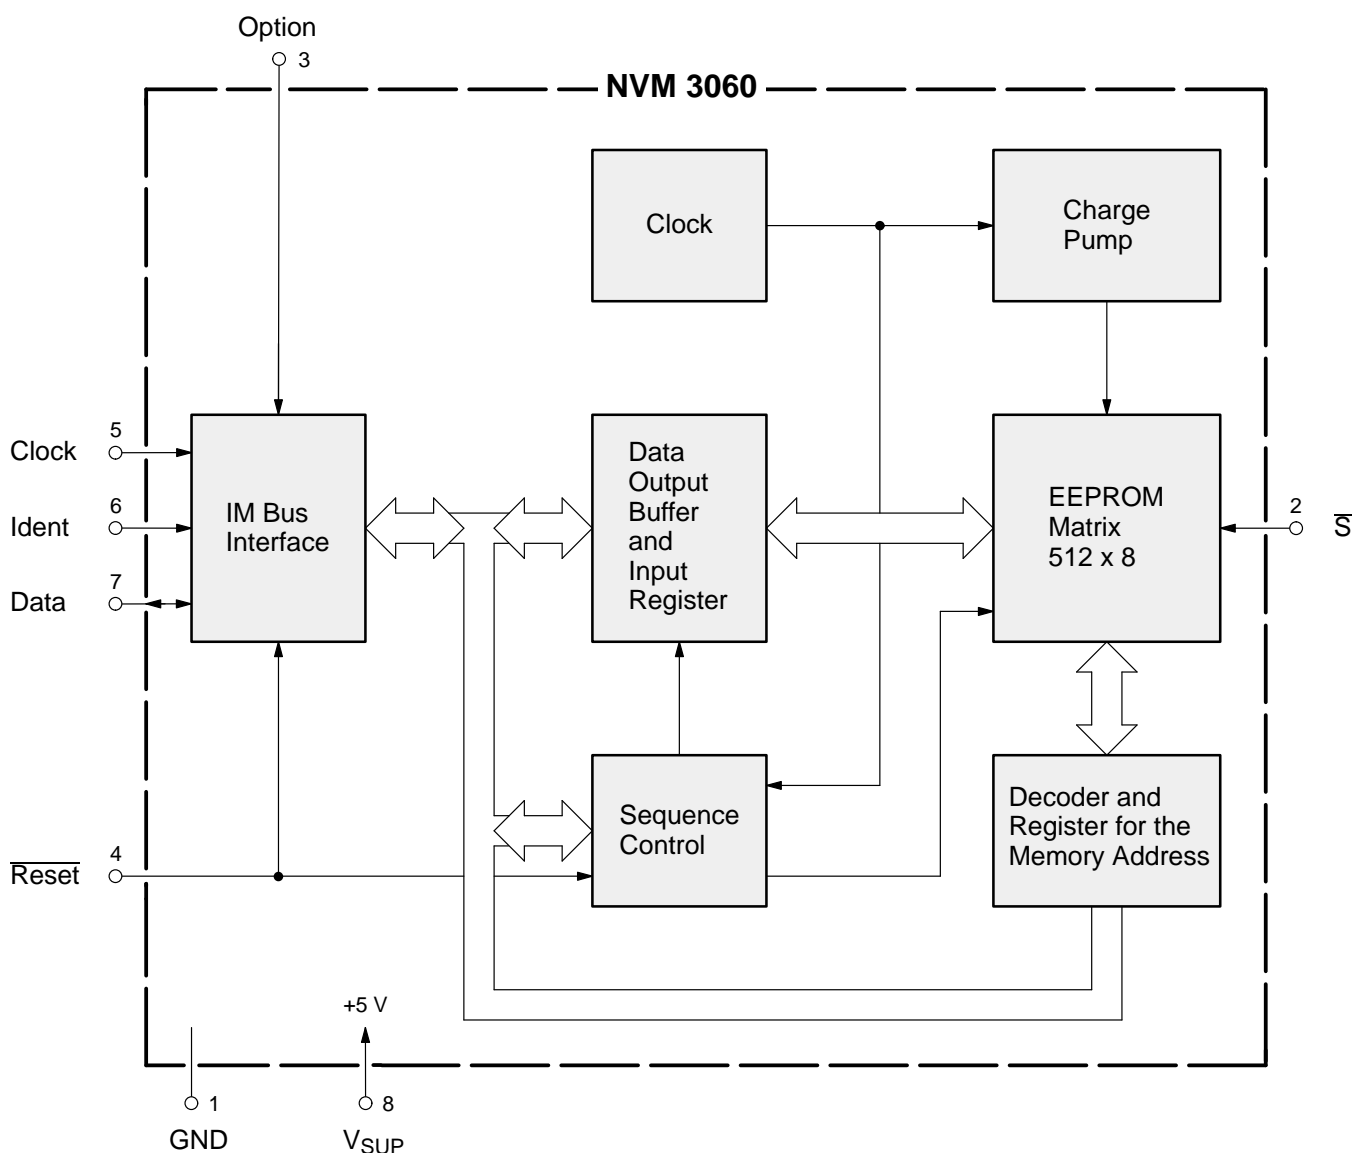 Option
3
NVM 3060
Clock
Charge
Pump
5
Clock
6
Ident
7
Data
IM Bus
Interface
Data
Output
Buffer
and
Input
Register
EEPROM
Matrix
512 x 8
2
S̅
4
R̅e̅s̅e̅t̅
Sequence
Control
Decoder and
Register for the
Memory Address
+5 V
1
GND
8
VSUP